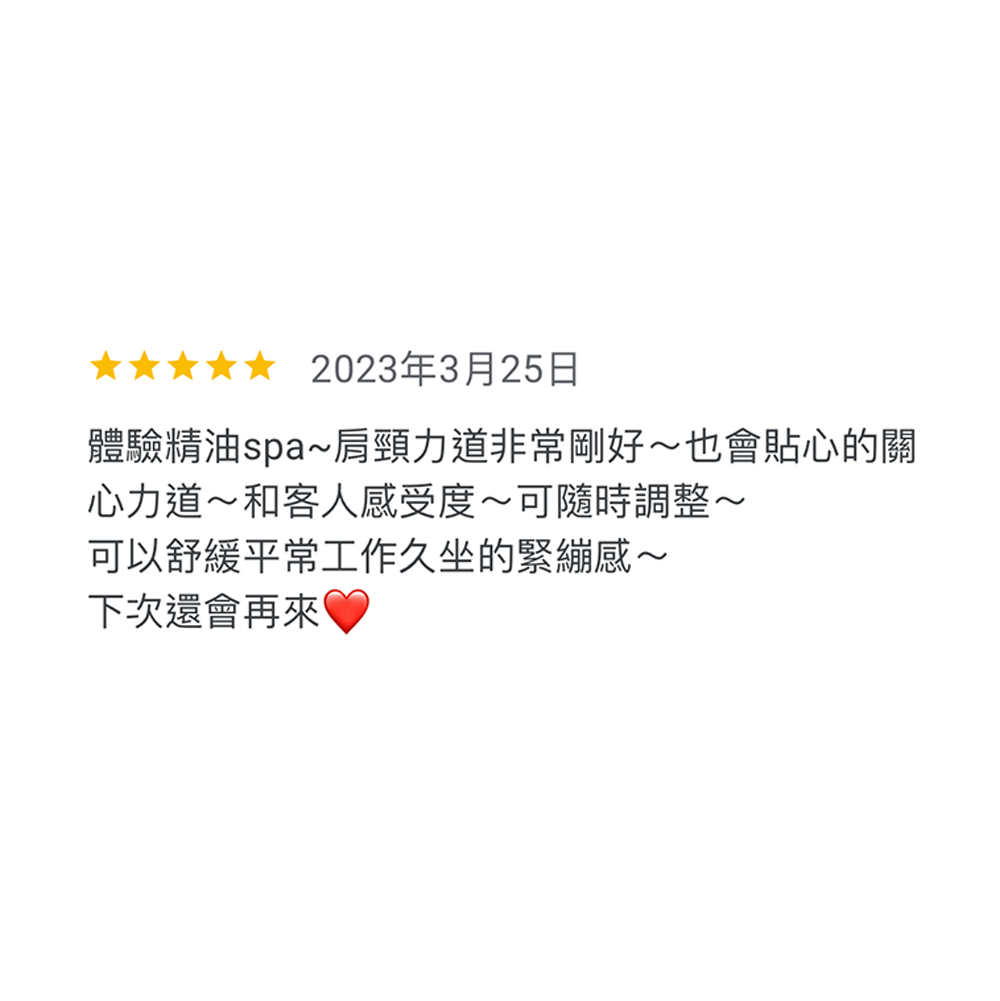 2023年3月25日
體驗精油spa~肩頸力道非常剛好～也會貼心的關
心力道～和客人感受度～可隨時調整～
可以舒緩平常工作久坐的緊繃感～
下次還會再來❤️